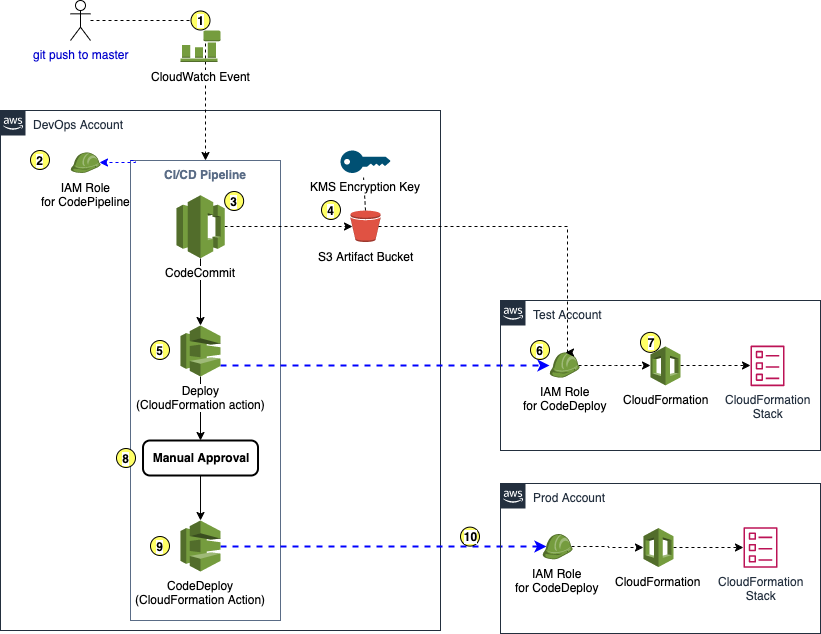 1
git push to master
CloudWatch Event
aws
DevOps Account
2
IAM Role
for CodePipeline
CI/CD Pipeline
3
CodeCommit
KMS Encryption Key
4
S3 Artifact Bucket
5
Deploy
(CloudFormation action)
aws
Test Account
6
IAM Role
for CodeDeploy
7
CloudFormation
CloudFormation
Stack
8
Manual Approval
9
CodeDeploy
(CloudFormation Action)
10
aws
Prod Account
IAM Role
for CodeDeploy
CloudFormation
CloudFormation
Stack